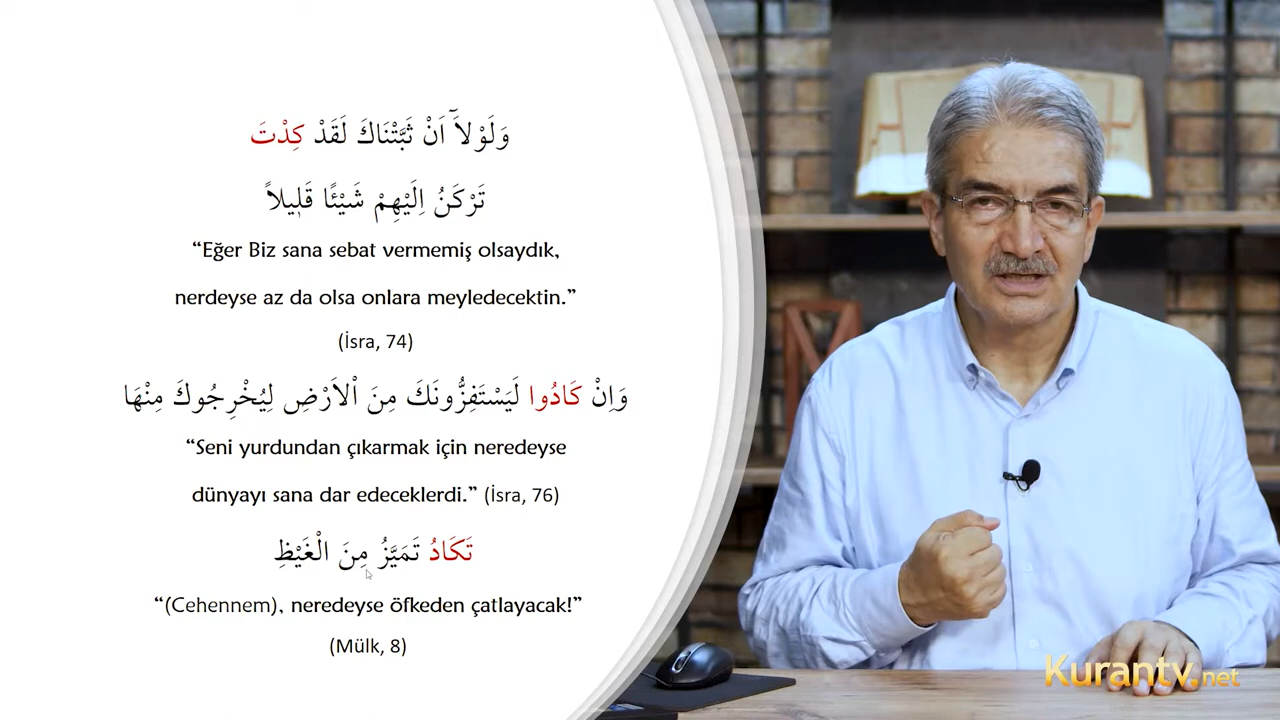 وَلَوْلَآ اَنْ ثَبَّتْنَاكَ لَقَدْ كِدْتَ
تَرْكَنُ اِلَيْهِمْ شَيْـًٔا قَلٖيلاً
“Eğer Biz sana sebat vermemiş olsaydık,
nerdeyse az da olsa onlara meyledecektin.”
(İsra, 74)
وَاِنْ كَادُوا لَيَسْتَفِزُّونَكَ مِنَ الْاَرْضِ لِيُخْرِجُوكَ مِنْهَا
“Seni yurdundan çıkarmak için neredeyse
dünyayı sana dar edeceklerdi.” (İsra, 76)
تَكَادُ تَمَيَّزُ مِنَ الْغَيْظِ
“(Cehennem), neredeyse öfkeden çatlayacak!”
(Mülk, 8)
Kurantv.net